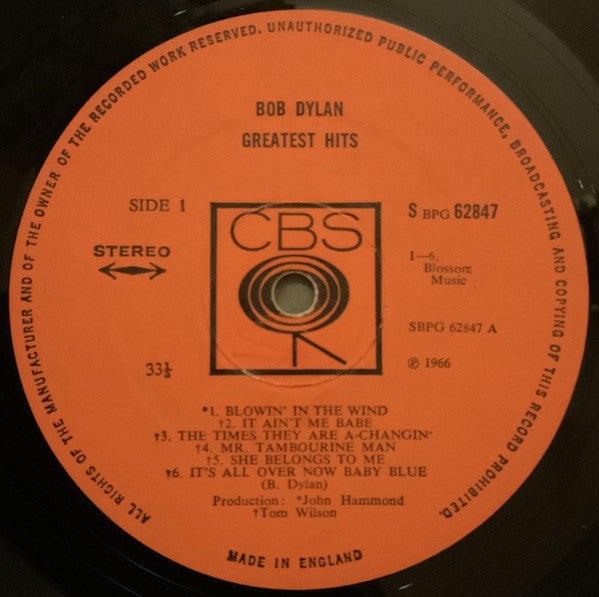 ALL RIGHTS OF THE MANUFACTURER AND OF THE OWNER OF THE RECORDED WORK RESERVED. UNAUTHORIZED PUBLIC PERFORMANCE, BROADCASTING AND COPYING OF THIS RECORD PROHIBITED.
BOB DYLAN
GREATEST HITS
SIDE 1
S BPG 62847
CBS
STEREO
1—6,
Blossom
Music
SBPG 62847 A
33⅓
℗ 1966
*1. BLOWIN' IN THE WIND
†2. IT AIN'T ME BABE
†3. THE TIMES THEY ARE A-CHANGIN'
†4. MR. TAMBOURINE MAN
†5. SHE BELONGS TO ME
†6. IT'S ALL OVER NOW BABY BLUE
(B. Dylan)
Production: *John Hammond
†Tom Wilson
MADE IN ENGLAND